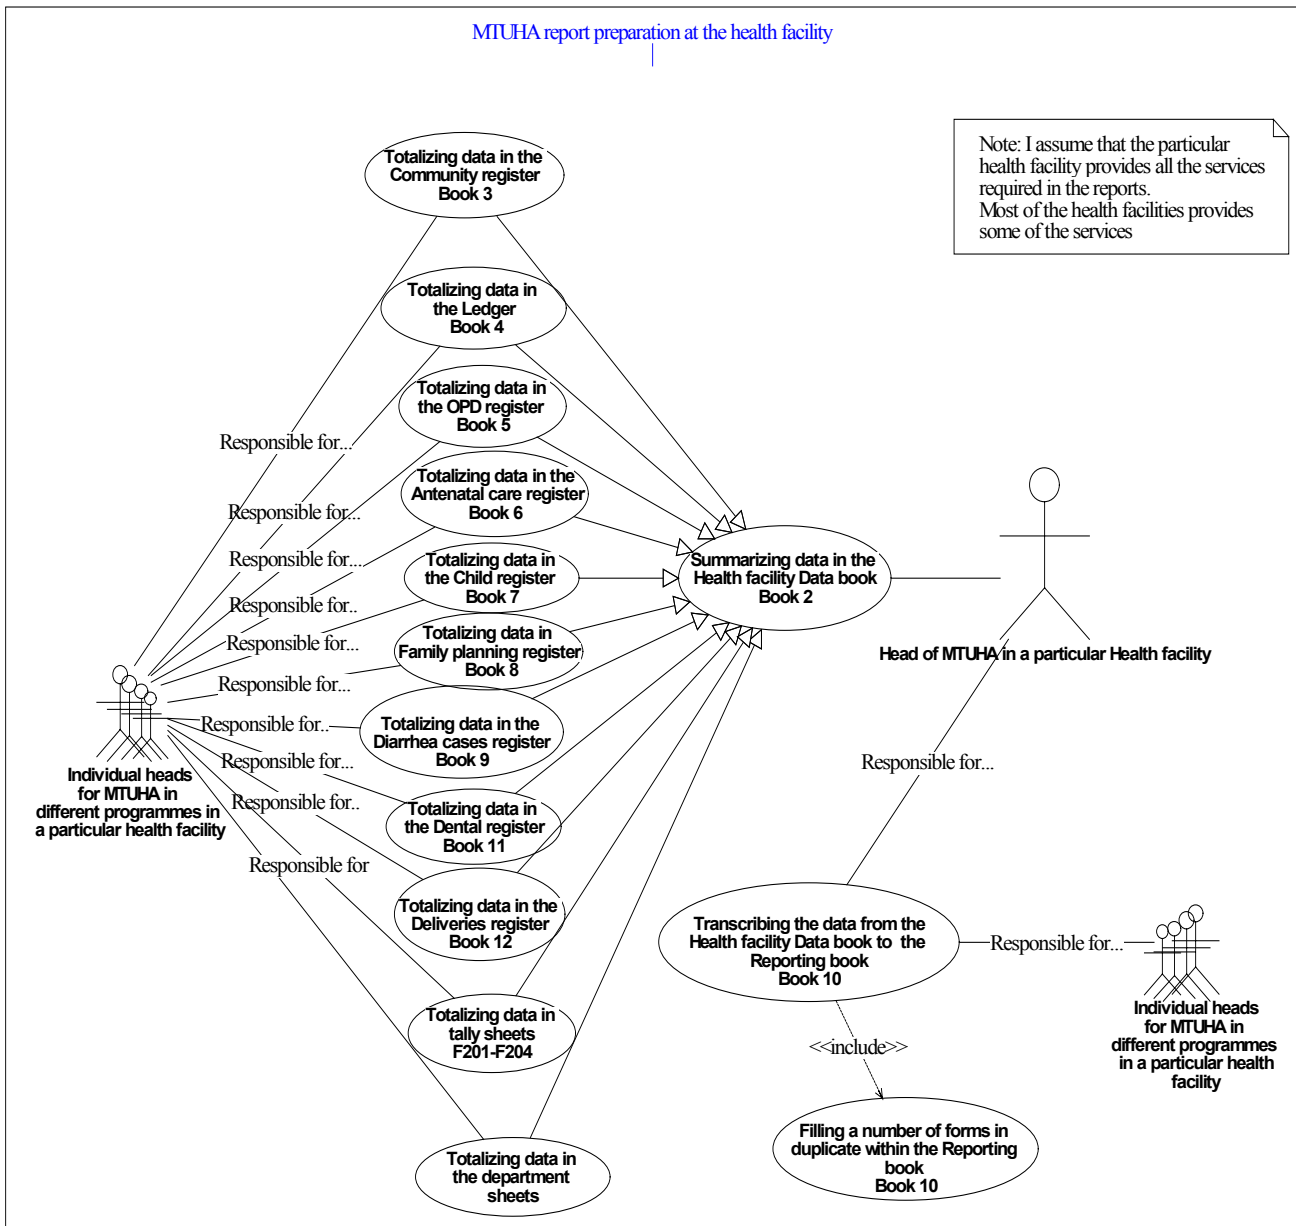 MTUHA report preparation at the health facility
Note: I assume that the particular
health facility provides all the services
required in the reports.
Most of the health facilities provides
some of the services
Totalizing data in the
Community register
Book 3
Totalizing data in
the Ledger
Book 4
Totalizing data in
the OPD register
Book 5
Responsible for...
Totalizing data in the
Antenatal care register
Book 6
Responsible for...
Totalizing data in
the Child register
Book 7
Responsible for...
Summarizing data in the
Health facility Data book
Book 2
Responsible for..
Totalizing data in
Family planning register
Book 8
Responsible for...
Head of MTUHA in a particular Health facility
Responsible for...
Totalizing data in the
Diarrhea cases register
Book 9
Responsible for..
Responsible for...
Individual heads
for MTUHA in
different programmes in
a particular health facility
Responsible for...
Totalizing data in
the Dental register
Book 11
Responsible for..
Responsible for
Totalizing data in the
Deliveries register
Book 12
Transcribing the data from the
Health facility Data book to the
Reporting book
Book 10
Responsible for...
Individual heads
for MTUHA in
different programmes
in a particular health
facility
Totalizing data in
tally sheets
F201-F204
<<include>>
Filling a number of forms in
duplicate within the Reporting
book
Book 10
Totalizing data in
the department
sheets